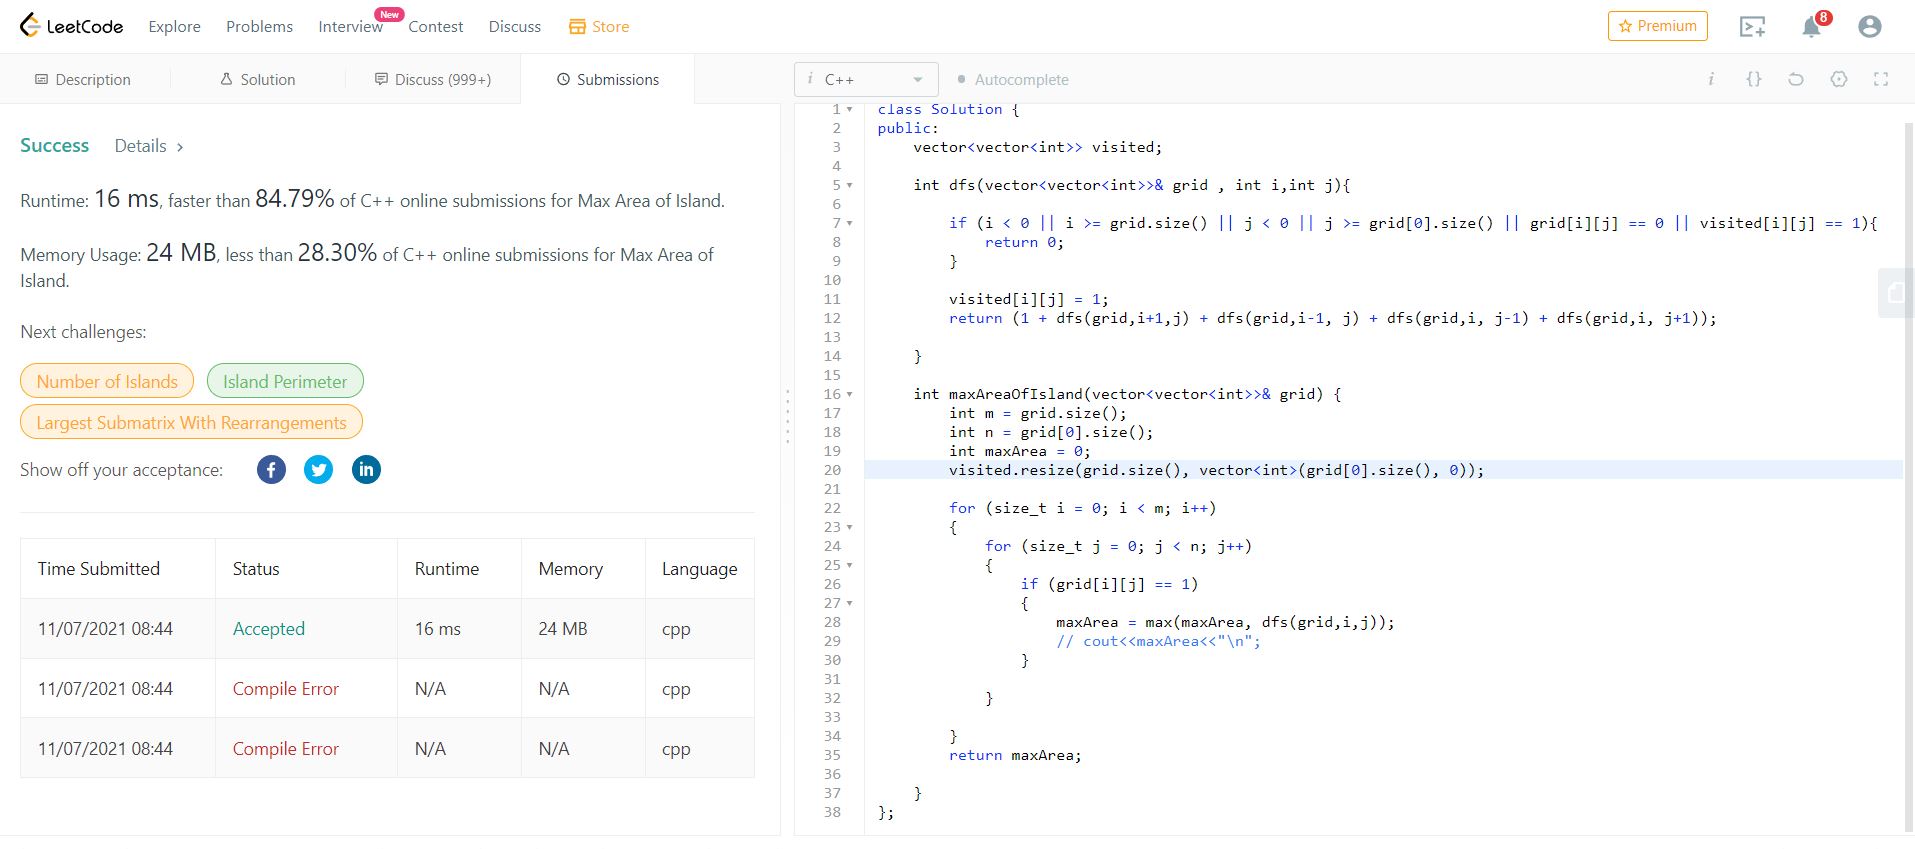 LeetCode Explore Problems Interview New Contest Discuss Store Premium 8
Description Solution Discuss (999+) Submissions
Success Details >
Runtime: 16 ms, faster than 84.79% of C++ online submissions for Max Area of Island.
Memory Usage: 24 MB, less than 28.30% of C++ online submissions for Max Area of
Island.
Next challenges:
Number of Islands Island Perimeter
Largest Submatrix With Rearrangements
Show off your acceptance: f in
Time Submitted Status Runtime Memory Language
11/07/2021 08:44 Accepted 16 ms 24 MB cpp
11/07/2021 08:44 Compile Error N/A N/A cpp
11/07/2021 08:44 Compile Error N/A N/A cpp
i C++ Autocomplete i {}
1 class Solution {
2 public:
3 vector<vector<int>> visited;
4
5 int dfs(vector<vector<int>>& grid , int i,int j){
6
7 if (i < 0 || i >= grid.size() || j < 0 || j >= grid[0].size() || grid[i][j] == 0 || visited[i][j] == 1){
8 return 0;
9 }
10
11 visited[i][j] = 1;
12 return (1 + dfs(grid,i+1,j) + dfs(grid,i-1, j) + dfs(grid,i, j-1) + dfs(grid,i, j+1));
13
14 }
15
16 int maxAreaOfIsland(vector<vector<int>>& grid) {
17 int m = grid.size();
18 int n = grid[0].size();
19 int maxArea = 0;
20 visited.resize(grid.size(), vector<int>(grid[0].size(), 0));
21
22 for (size_t i = 0; i < m; i++)
23 {
24 for (size_t j = 0; j < n; j++)
25 {
26 if (grid[i][j] == 1)
27 {
28 maxArea = max(maxArea, dfs(grid,i,j));
29 // cout<<maxArea<<"\n";
30 }
31
32 }
33
34 }
35 return maxArea;
36
37 }
38 };